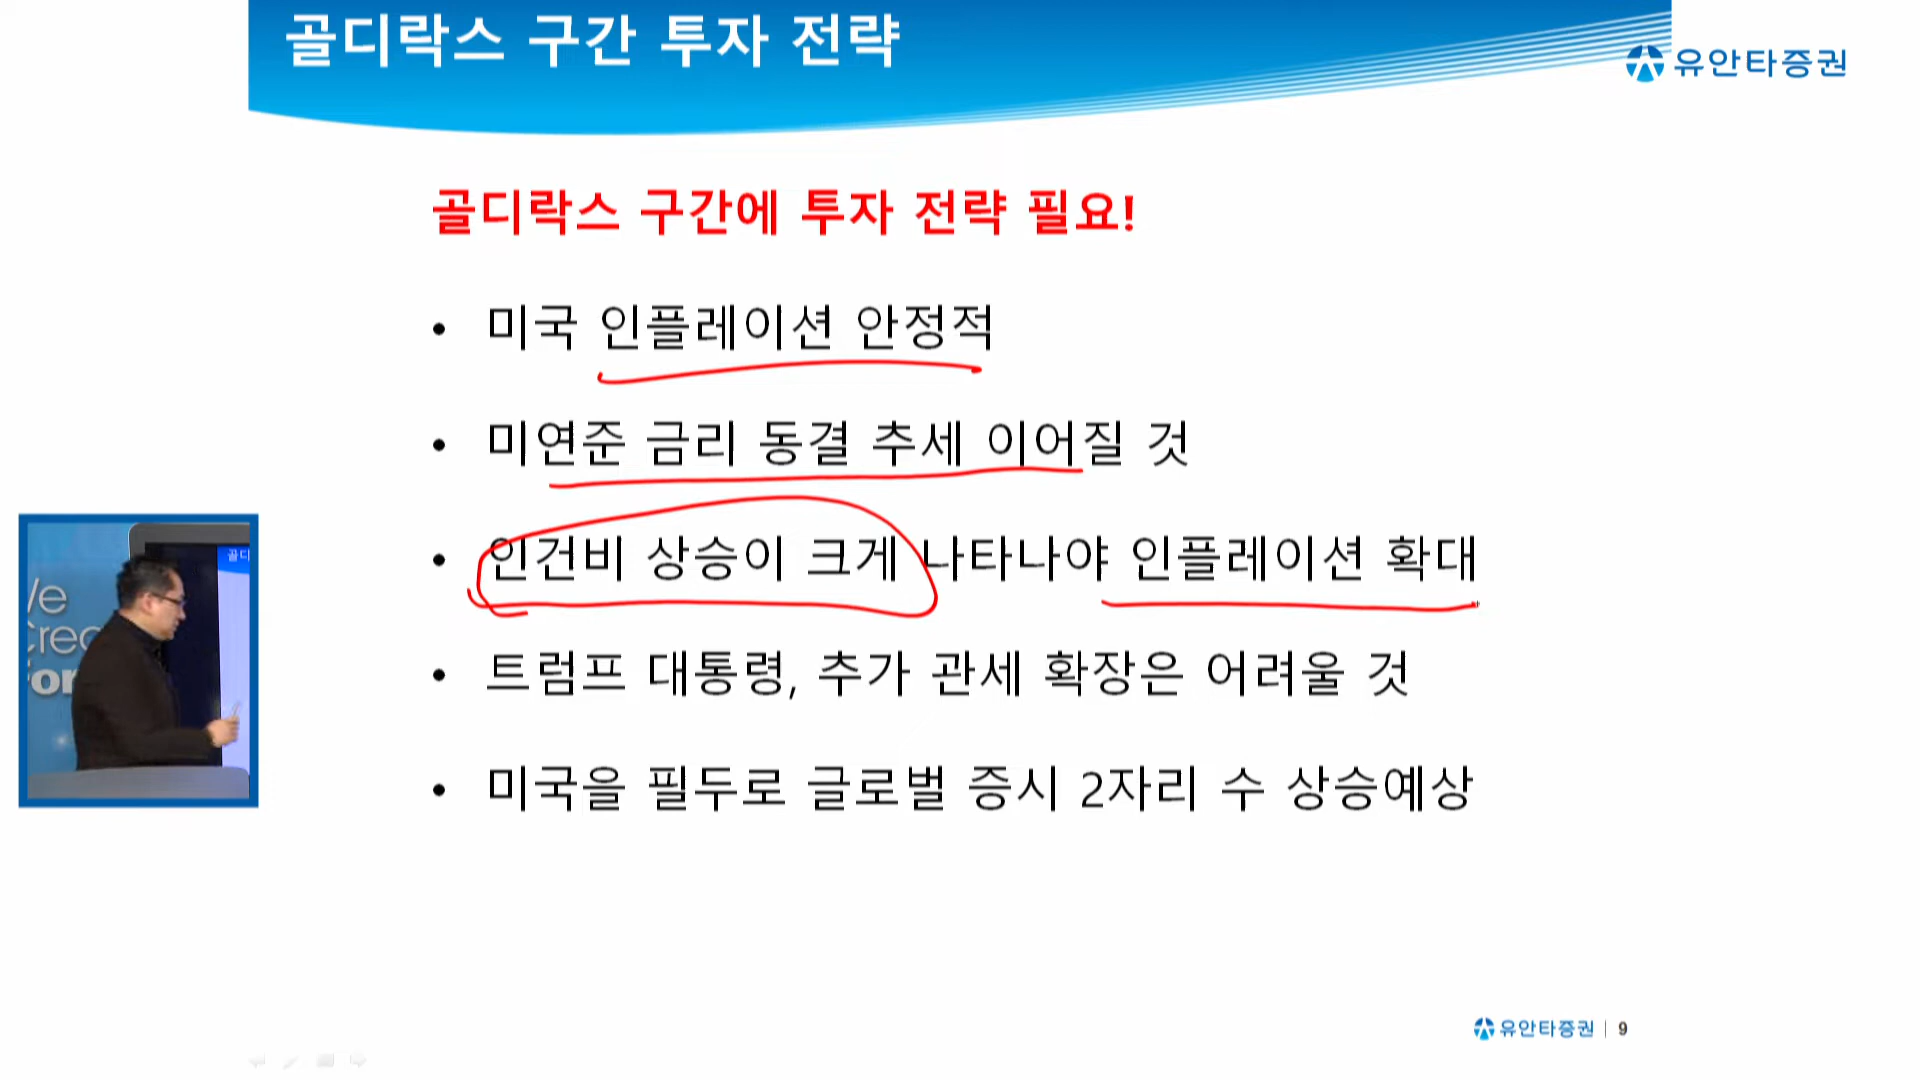 골디락스 구간 투자 전략
유안타증권
골디락스 구간에 투자 전략 필요!
• 미국 인플레이션 안정적
• 미연준 금리 동결 추세 이어질 것
• 인건비 상승이 크게 나타나야 인플레이션 확대
• 트럼프 대통령, 추가 관세 확장은 어려울 것
• 미국을 필두로 글로벌 증시 2자리 수 상승예상
골디
유안타증권 | 9